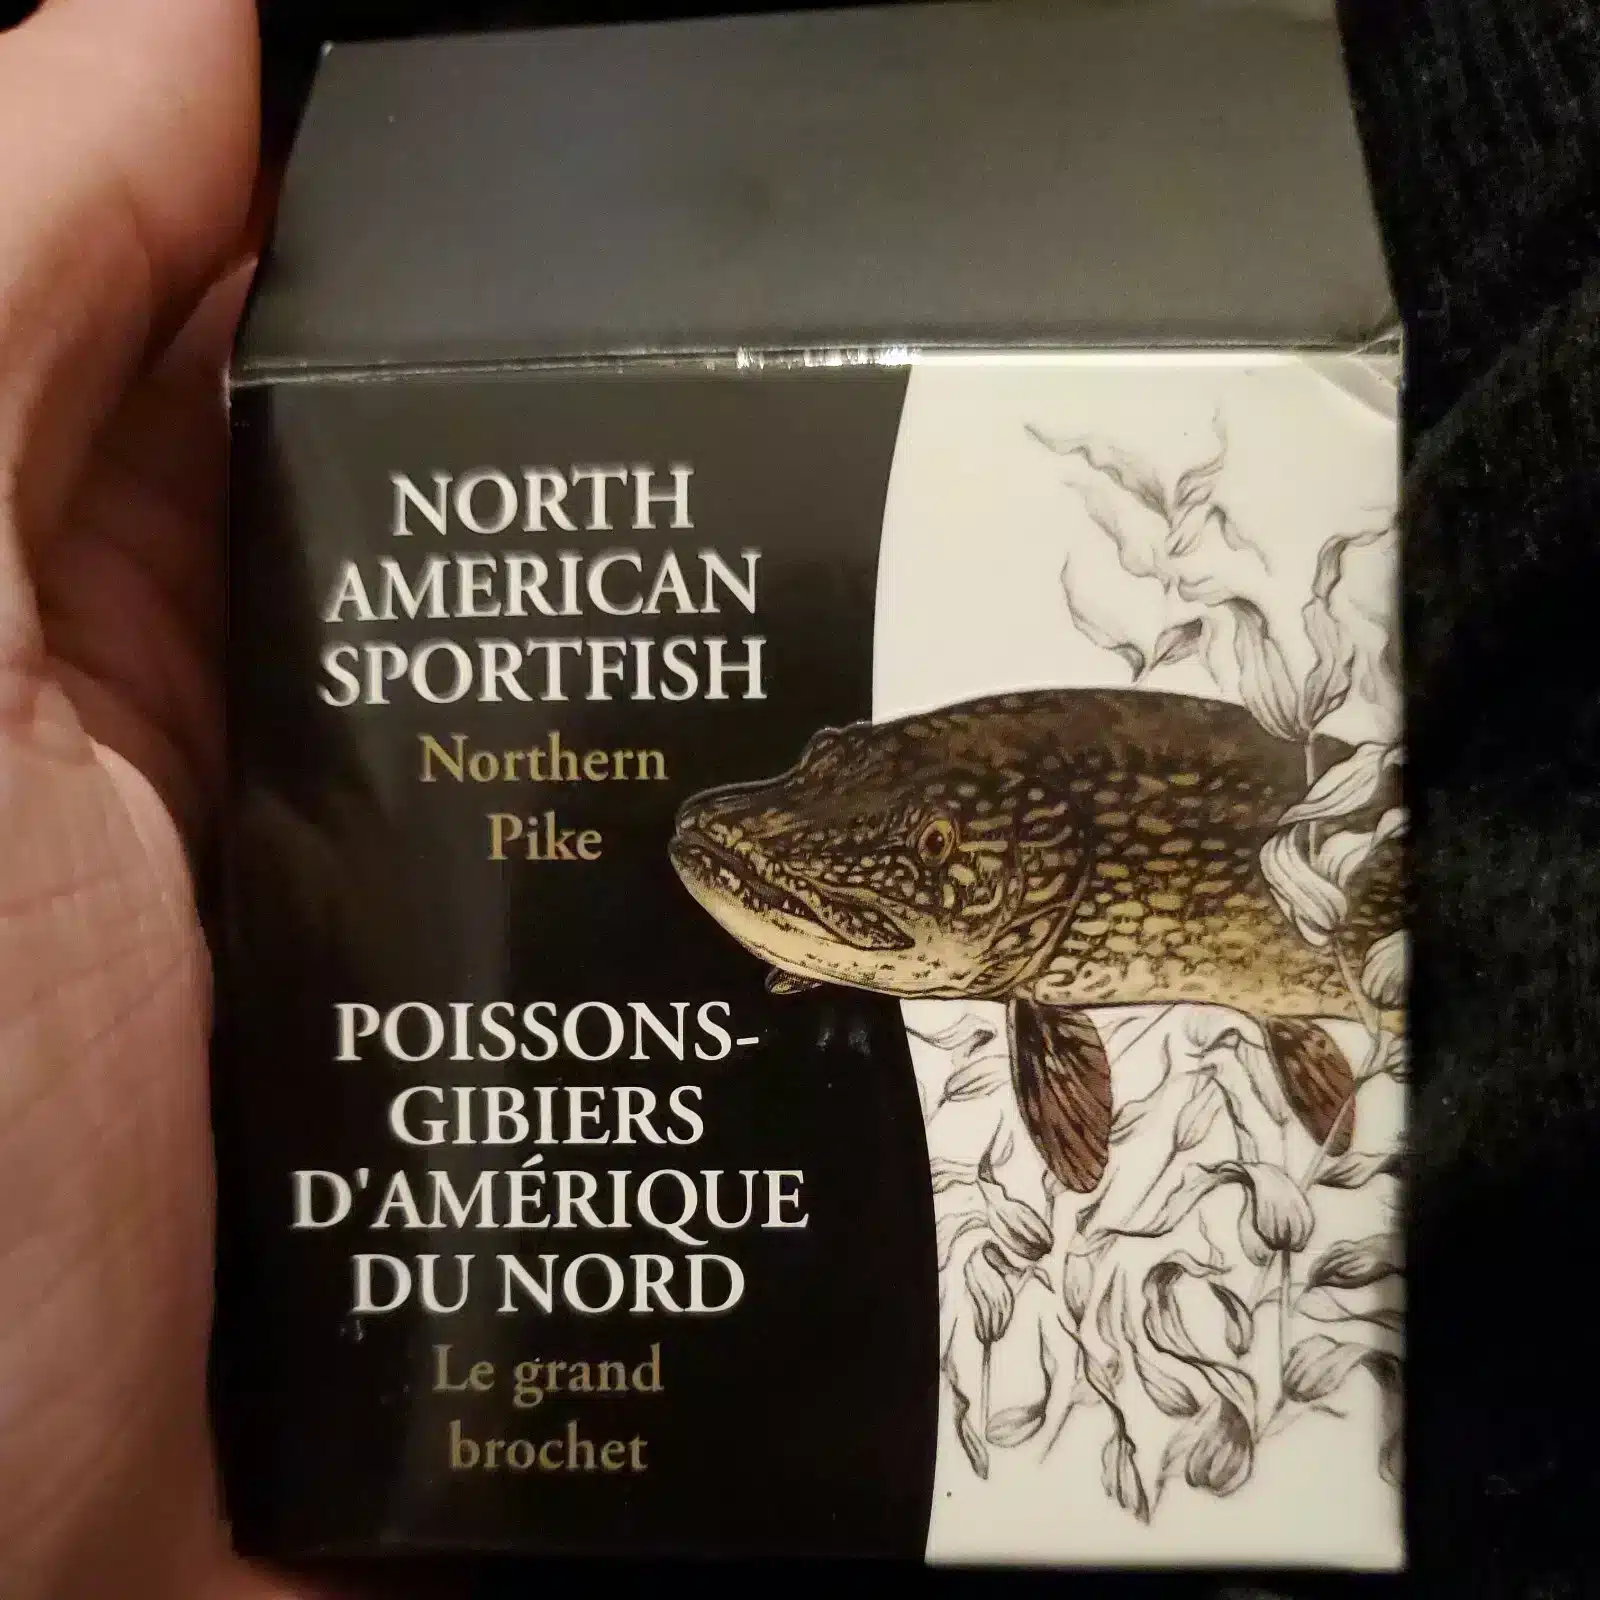 NORTH
AMERICAN
SPORTFISH
Northern
Pike
POISSONS-
GIBIERS
D'AMÉRIQUE
DU NORD
Le grand
brochet